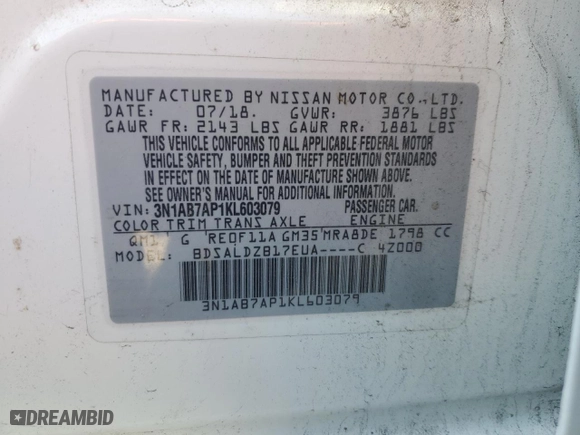 MANUFACTURED BY NISSAN MOTOR CO.,LTD.
DATE: 07/18. GVWR: 3876 LBS
GAWR FR: 2143 LBS GAWR RR: 1881 LBS
THIS VEHICLE CONFORMS TO ALL APPLICABLE FEDERAL MOTOR
VEHICLE SAFETY, BUMPER AND THEFT PREVENTION STANDARDS
IN EFFECT ON THE DATE OF MANUFACTURE SHOWN ABOVE.
SEE OWNER'S MANUAL FOR ADDITIONAL INFORMATION.
VIN: 3N1AB7AP1KL603079 PASSENGER CAR
COLOR TRIM TRANS AXLE ENGINE
QM1 G RE0F11A GM35 MRA8DE 1798 CC
MODEL: BDSALDZB17EUA----C 4Z000
3N1AB7AP1KL603079
DREAMBID